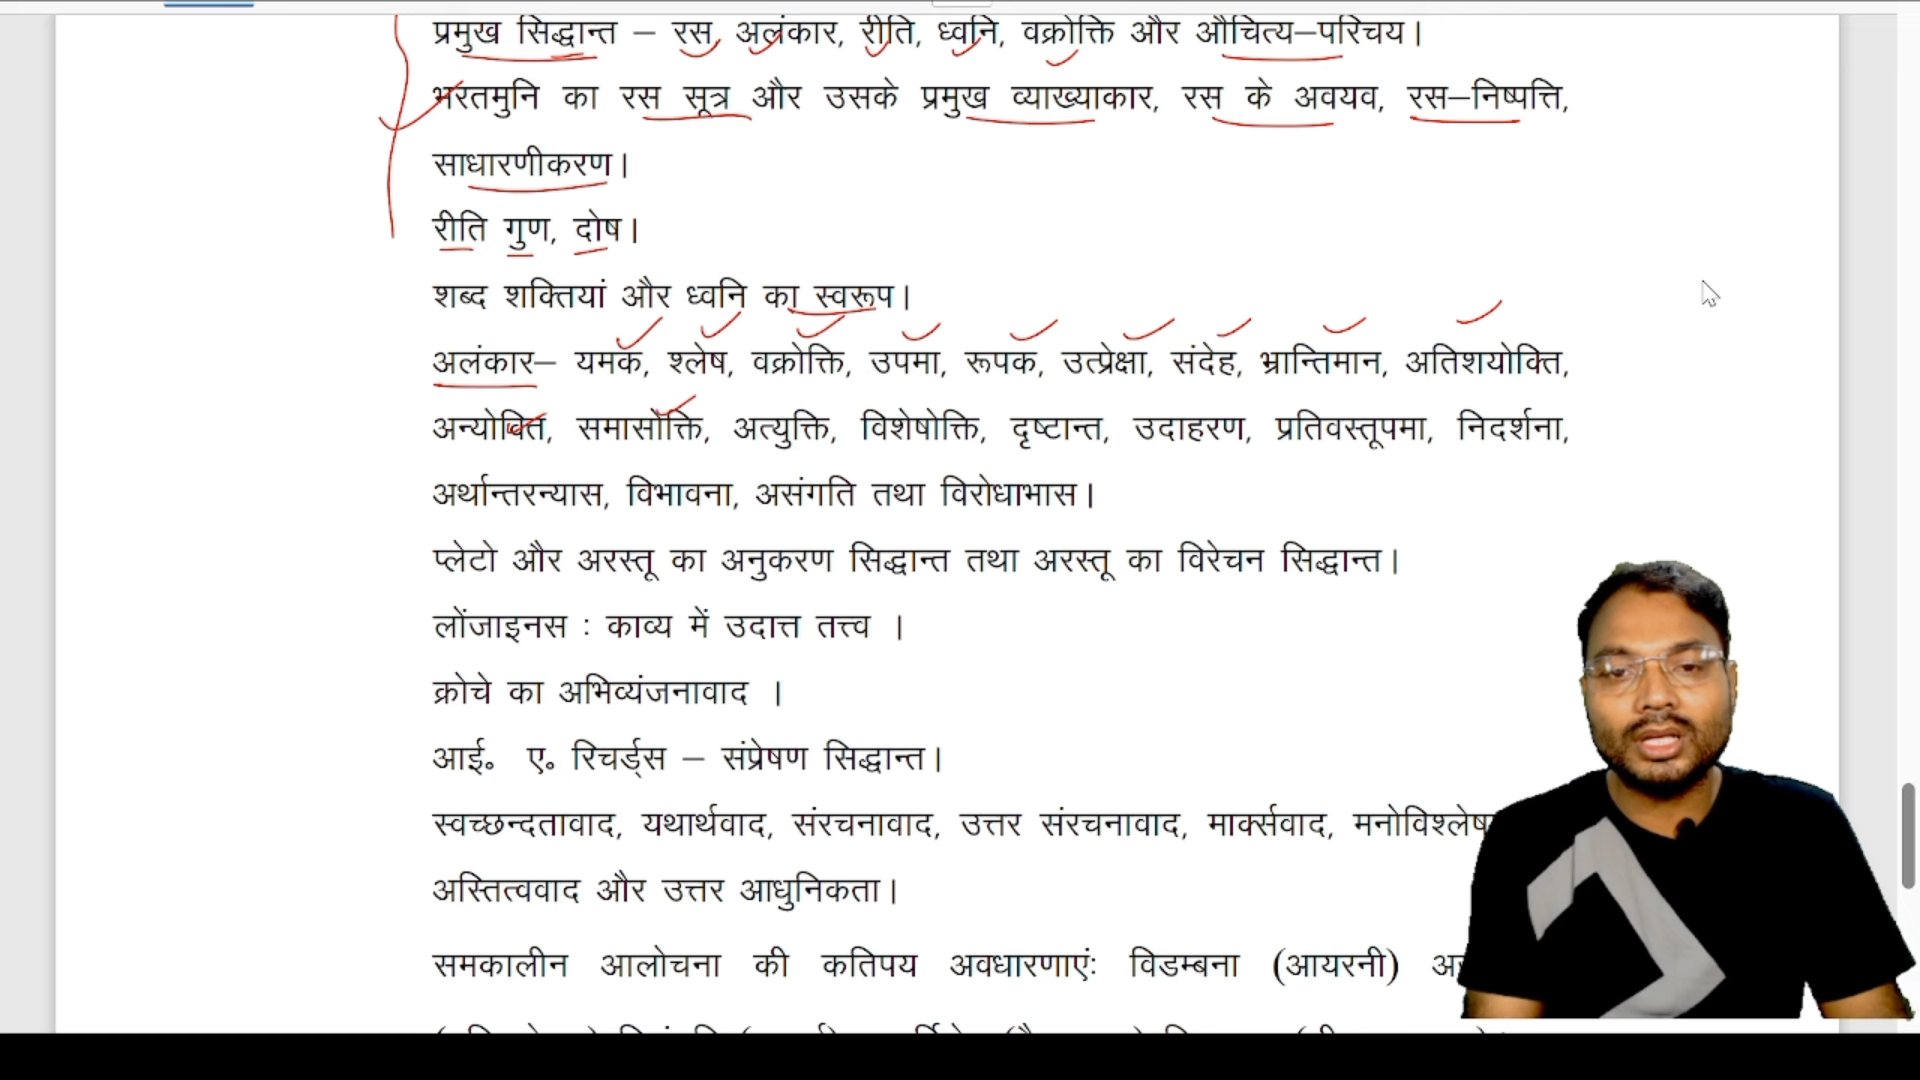 प्रमुख सिद्धान्त – रस, अलंकार, रीति, ध्वनि, वक्रोक्ति और औचित्य–परिचय।
भरतमुनि का रस सूत्र और उसके प्रमुख व्याख्याकार, रस के अवयव, रस–निष्पत्ति,
साधारणीकरण।
रीति गुण, दोष।
शब्द शक्तियां और ध्वनि का स्वरूप।
अलंकार– यमक, श्लेष, वक्रोक्ति, उपमा, रूपक, उत्प्रेक्षा, संदेह, भ्रान्तिमान, अतिशयोक्ति,
अन्योक्ति, समासोक्ति, अत्युक्ति, विशेषोक्ति, दृष्टान्त, उदाहरण, प्रतिवस्तूपमा, निदर्शना,
अर्थान्तरन्यास, विभावना, असंगति तथा विरोधाभास।
प्लेटो और अरस्तू का अनुकरण सिद्धान्त तथा अरस्तू का विरेचन सिद्धान्त।
लोंजाइनस : काव्य में उदात्त तत्त्व ।
क्रोचे का अभिव्यंजनावाद ।
आई॰ ए॰ रिचर्ड्स – संप्रेषण सिद्धान्त।
स्वच्छन्दतावाद, यथार्थवाद, संरचनावाद, उत्तर संरचनावाद, मार्क्सवाद,
अस्तित्ववाद और उत्तर आधुनिकता।
समकालीन आलोचना की कतिपय अवधारणाएंः विडम्बना (आयरनी)